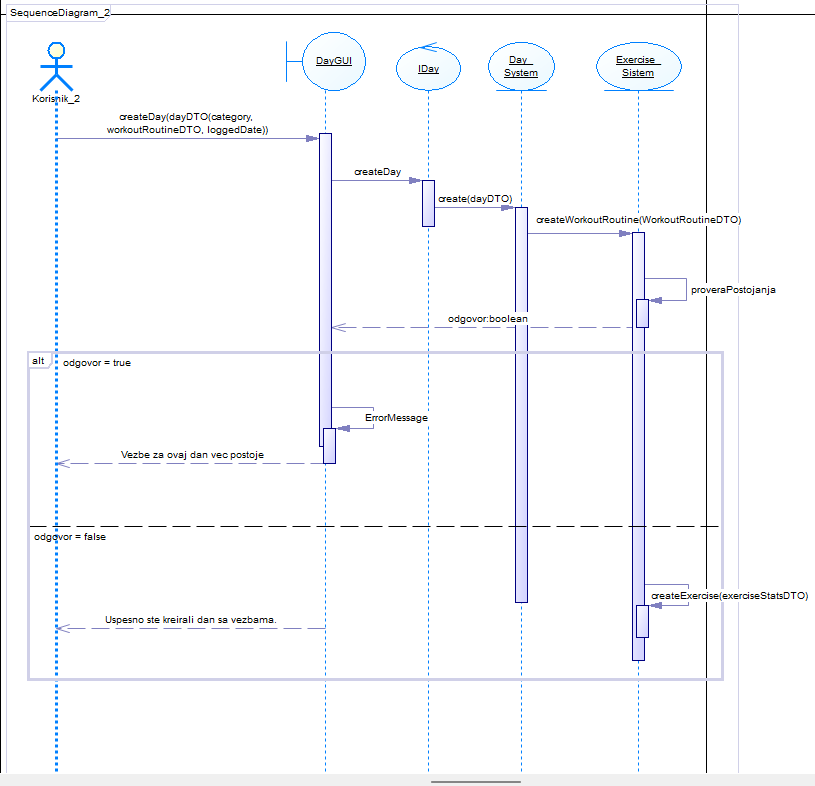 SequenceDiagram_2
Korisnik_2
DayGUI
IDay
Day_
System
Exercise_
Sistem
createDay(dayDTO(category,
workoutRoutineDTO, loggedDate))
createDay
create(dayDTO)
createWorkoutRoutine(WorkoutRoutineDTO)
proveraPostojanja
odgovor:boolean
alt
odgovor = true
ErrorMessage
Vezbe za ovaj dan vec postoje
odgovor = false
createExercise(exerciseStatsDTO)
Uspesno ste kreirali dan sa vezbama.